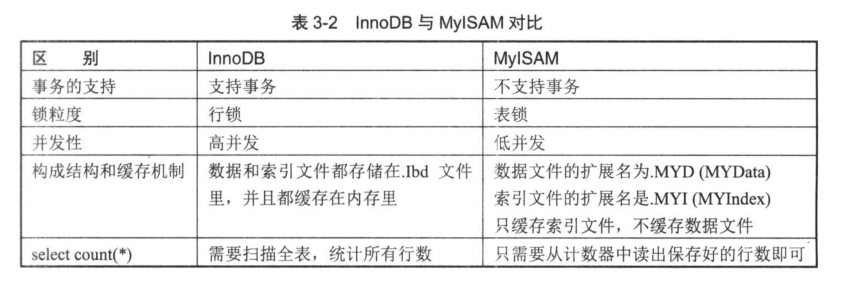 表 3-2 InnoDB 与 MyISAM 对比
区 别 InnoDB MyISAM
事务的支持 支持事务 不支持事务
锁粒度 行锁 表锁
并发性 高并发 低并发
构成结构和缓存机制 数据和索引文件都存储在.Ibd 文件 数据文件的扩展名为.MYD (MYData)
里，并且都缓存在内存里 索引文件的扩展名是.MYI (MYIndex)
只缓存索引文件，不缓存数据文件
select count(*) 需要扫描全表，统计所有行数 只需要从计数器中读出保存好的行数即可